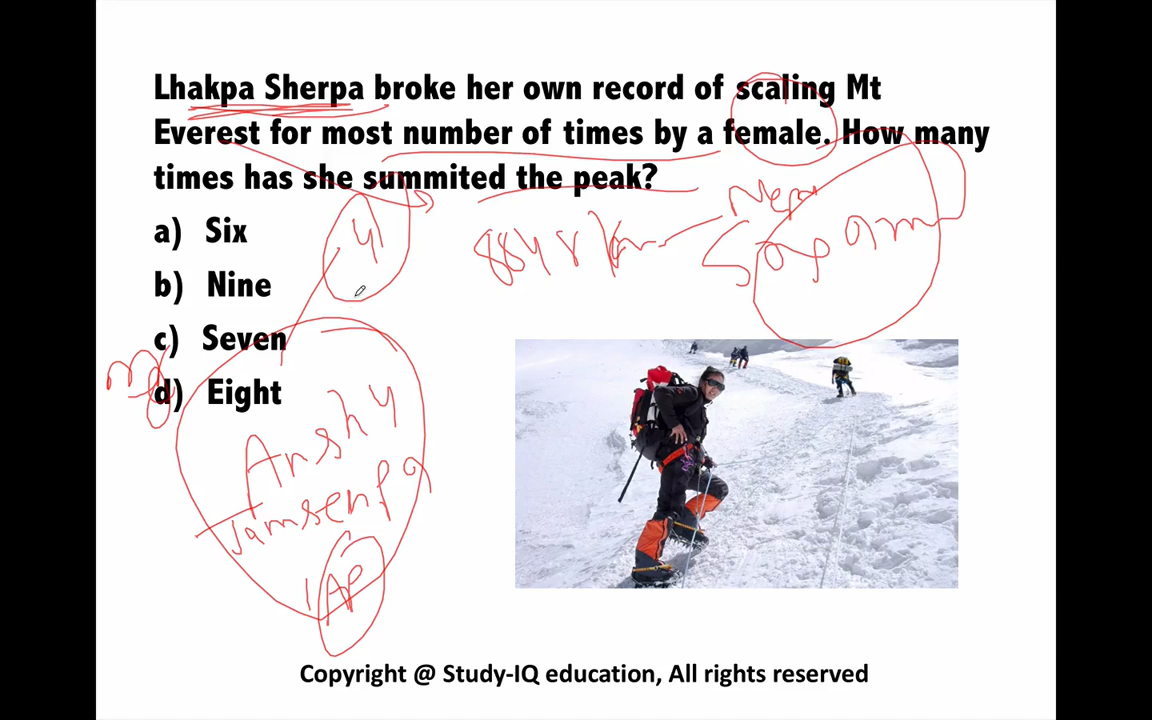 Lhakpa Sherpa broke her own record of scaling Mt
Everest for most number of times by a female. How many
times has she summited the peak?
a) Six
b) Nine
c) Seven
d) Eight
8848
Anshu
Jamsenpa
AP
Copyright @ Study-IQ education, All rights reserved